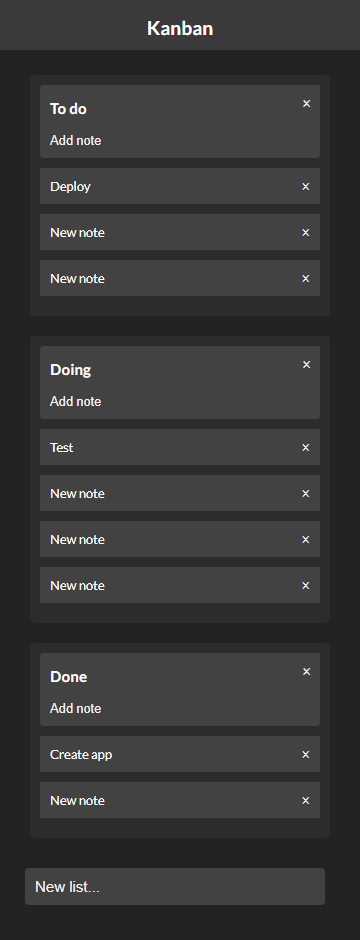 Kanban
To do ×
Add note
Deploy ×
New note ×
New note ×
Doing ×
Add note
Test ×
New note ×
New note ×
New note ×
Done ×
Add note
Create app ×
New note ×
New list...